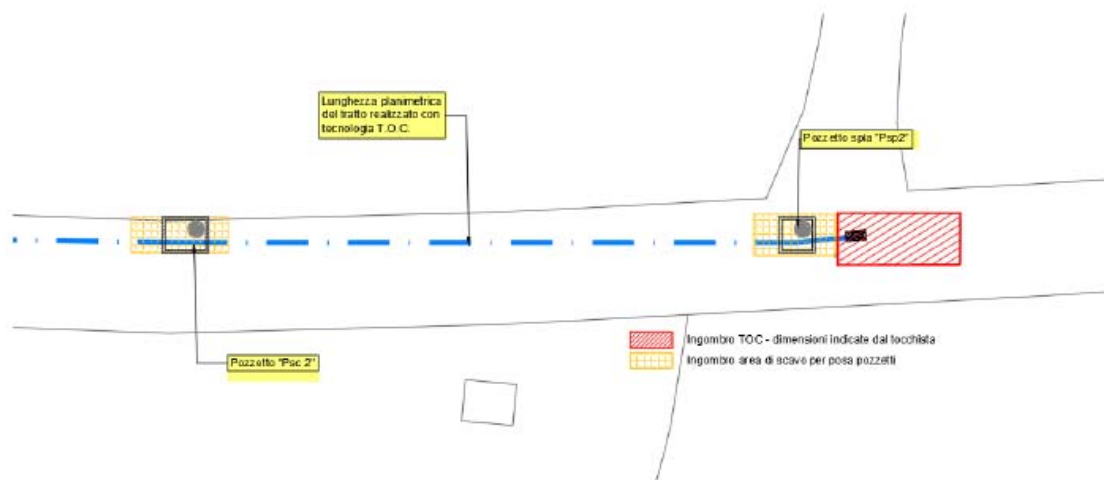 Lunghezza planimetrica
del tratto realizzato con
tecnologia T.O.C.
Pozzetto spia "Psp2"
Pozzetto "Psc 2"
Ingombro TOC - dimensioni indicate dal tocchista
Ingombro area di scavo per posa pozzetti